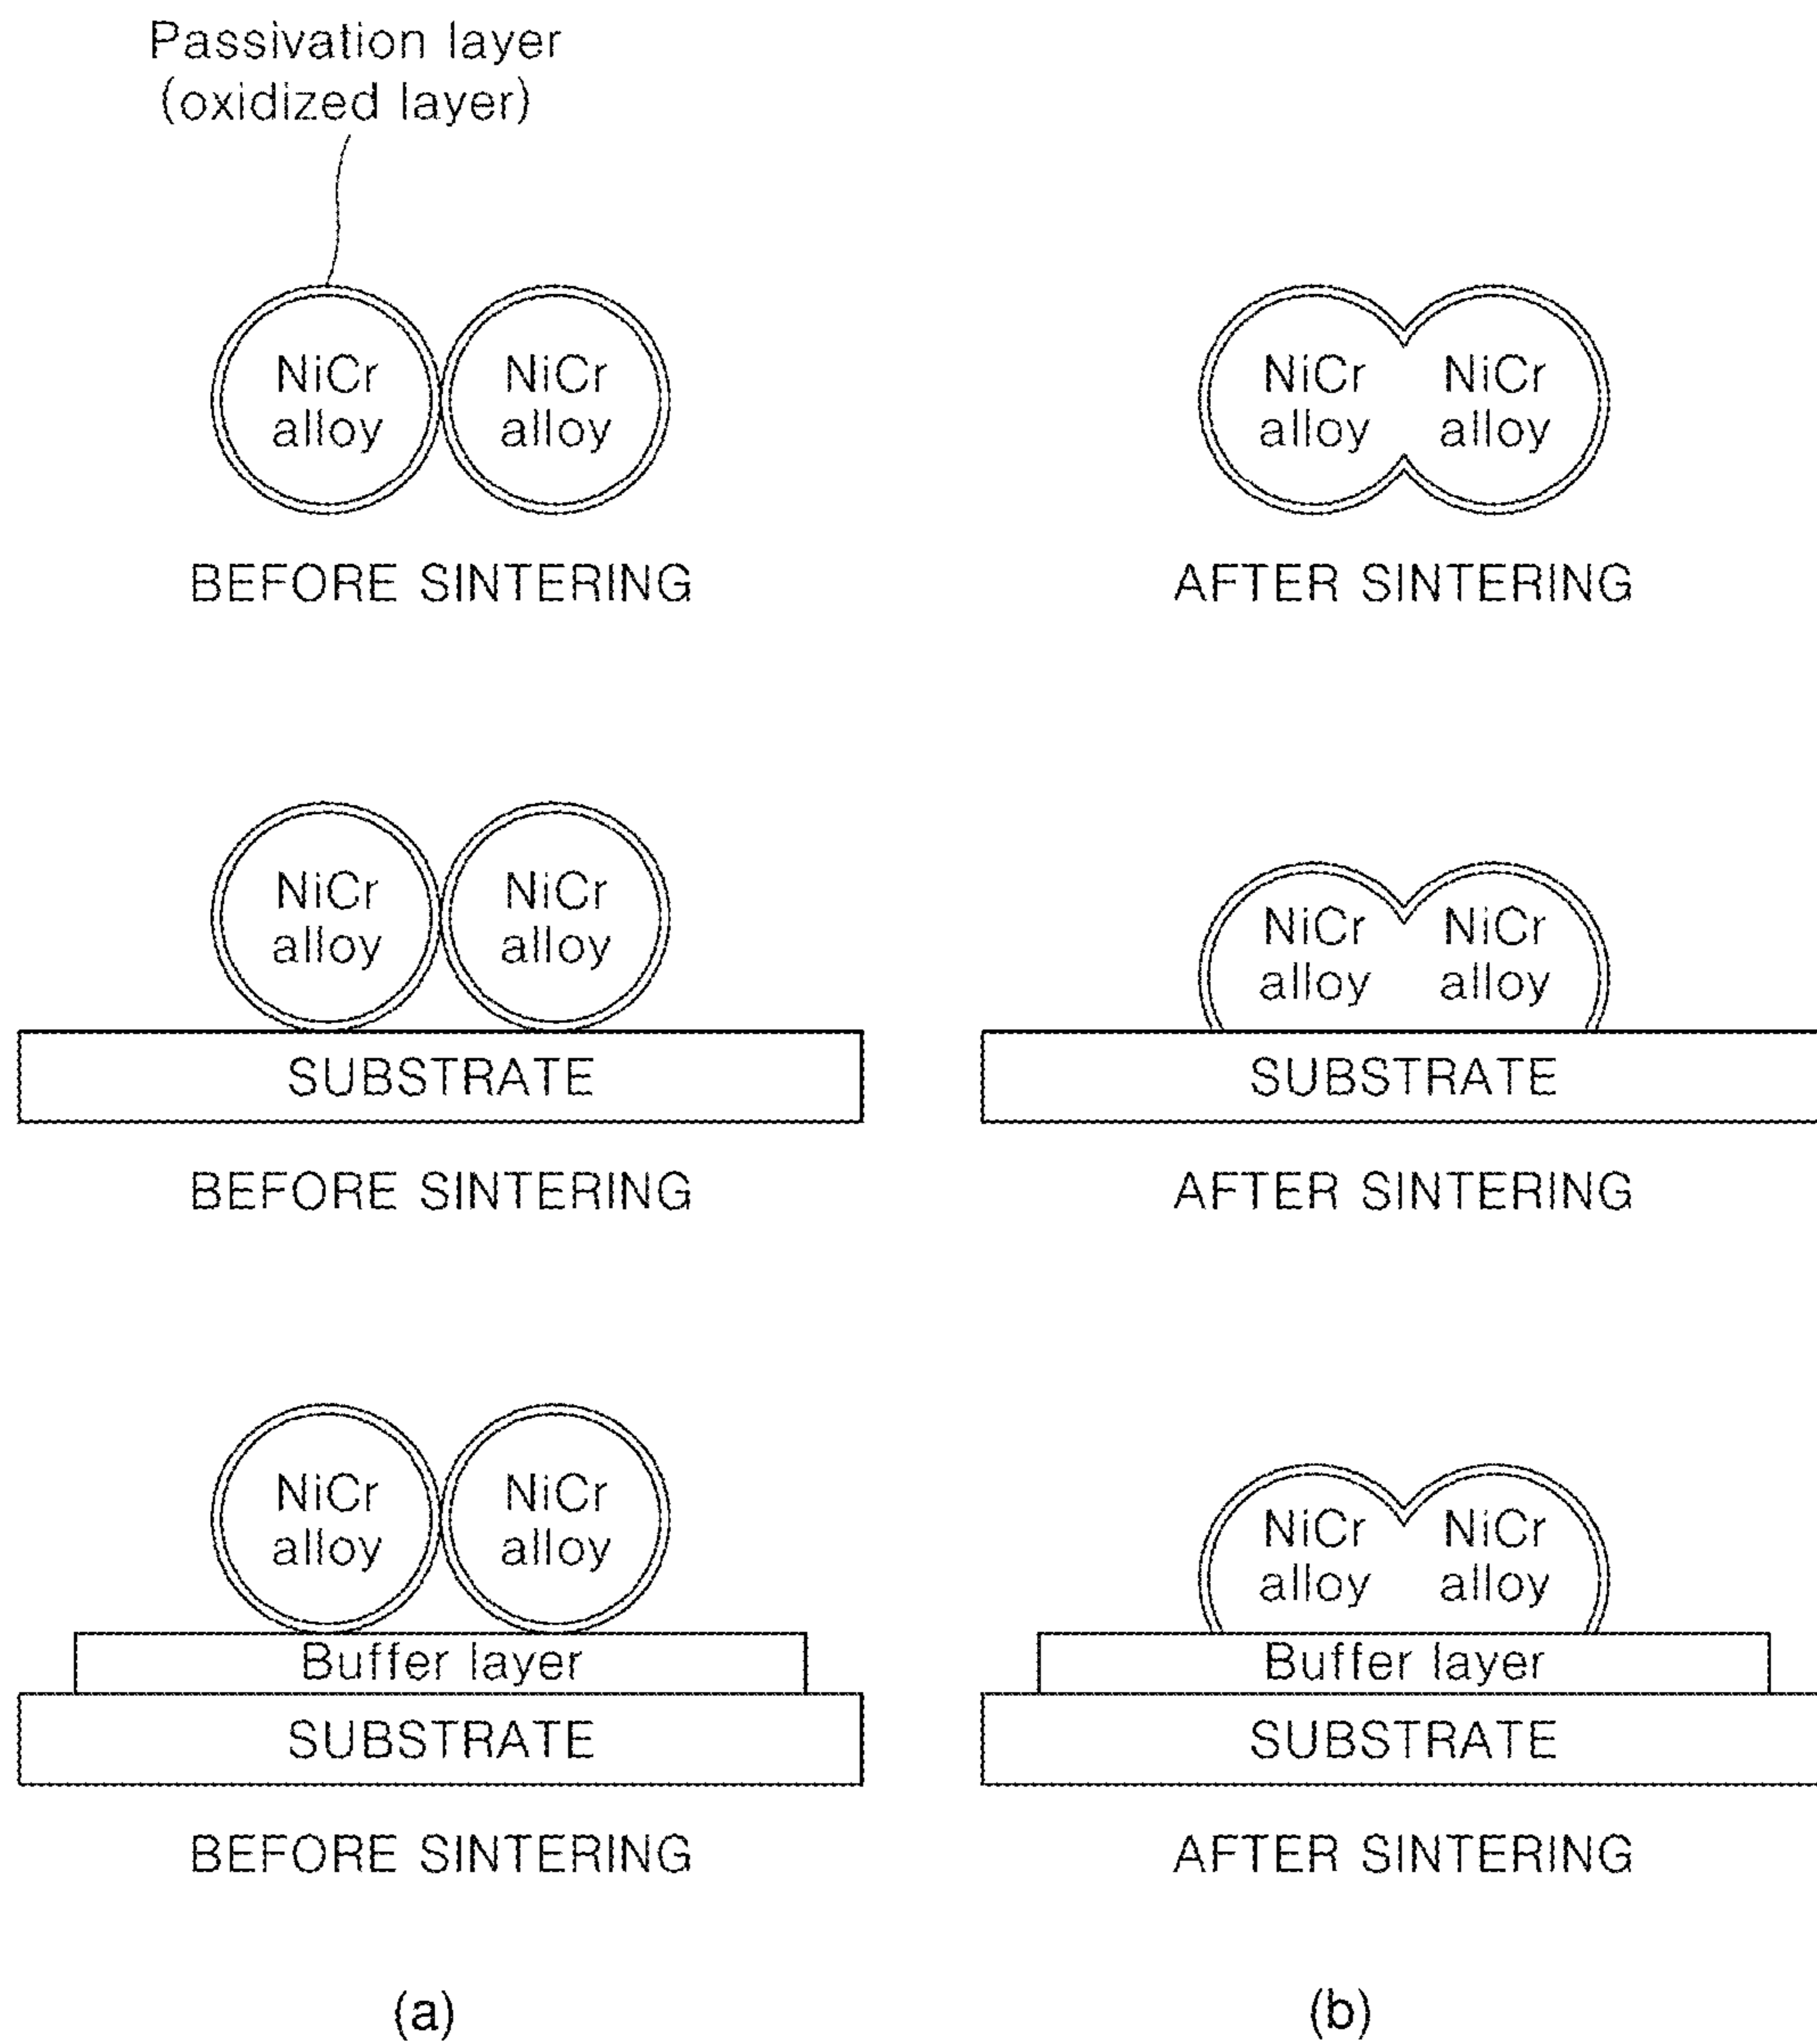 Passivation layer
(oxidized layer)
NiCr
alloy
NiCr
alloy
BEFORE SINTERING
NiCr
alloy
NiCr
alloy
AFTER SINTERING
NiCr
alloy
NiCr
alloy
SUBSTRATE
BEFORE SINTERING
NiCr
alloy
NiCr
alloy
SUBSTRATE
AFTER SINTERING
NiCr
alloy
NiCr
alloy
Buffer layer
SUBSTRATE
BEFORE SINTERING
NiCr
alloy
NiCr
alloy
Buffer layer
SUBSTRATE
AFTER SINTERING
(a)
(b)